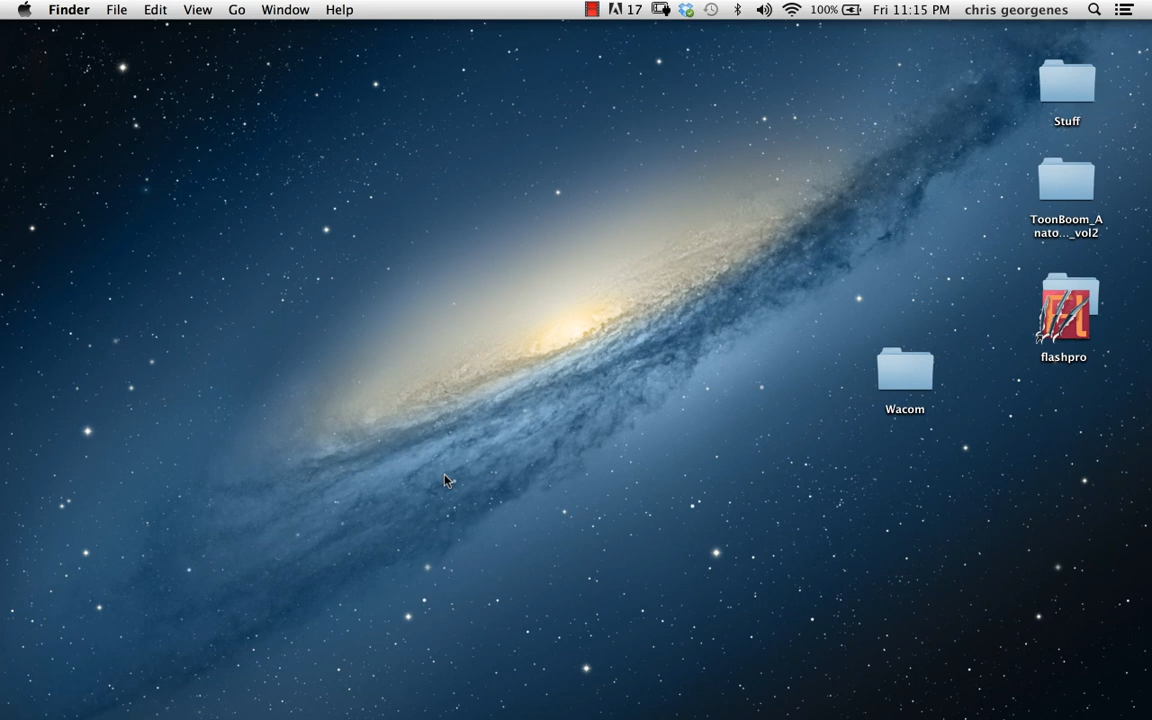 Finder File Edit View Go Window Help 17 100% Fri 11:15 PM chris georgenes
Stuff
ToonBoom_A
nato..._vol2
Fl
flashpro
Wacom